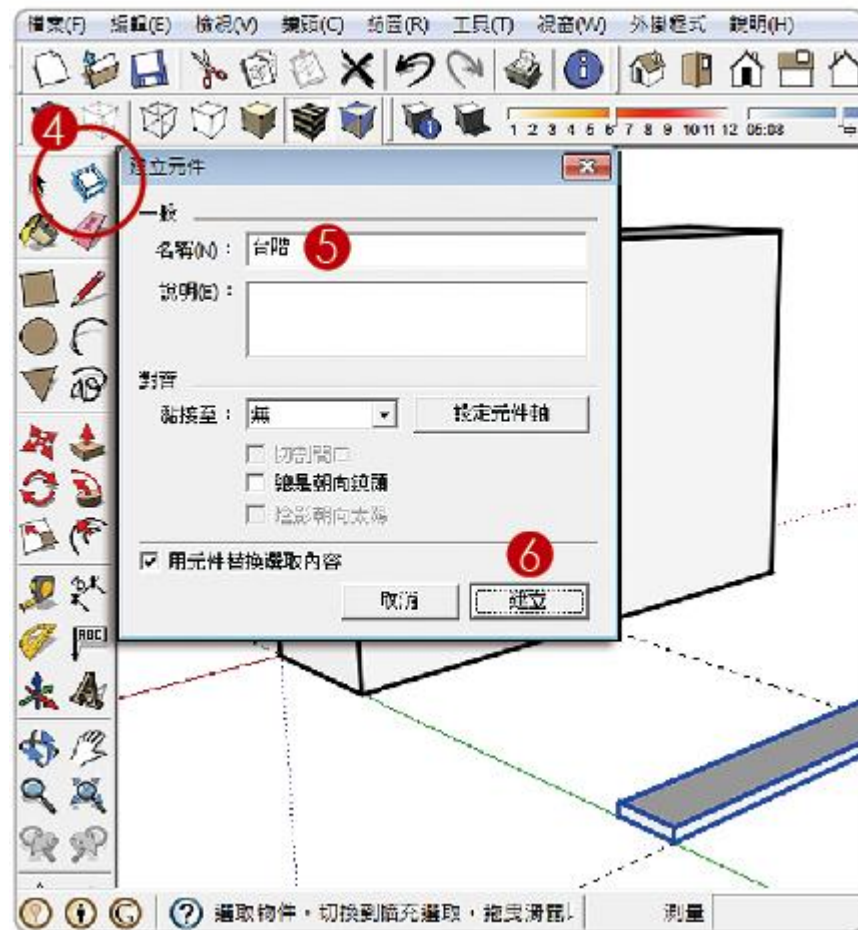 檔案(F) 編輯(E) 檢視(V) 鏡頭(C) 繪圖(R) 工具(T) 視窗(W) 外掛程式 說明(H)
1 2 3 4 5 6 7 8 9 10 11 12 06:08 中
4
建立元件
一般
名稱(N)： 台階 5
說明(E)：
對齊
黏接至： 無 設定元件軸
切割開口
總是朝向鏡頭
陰影朝向太陽
用元件替換選取內容 6
取消 建立
ABC
選取物件。切換到擴充選取。拖曳滑鼠 測量